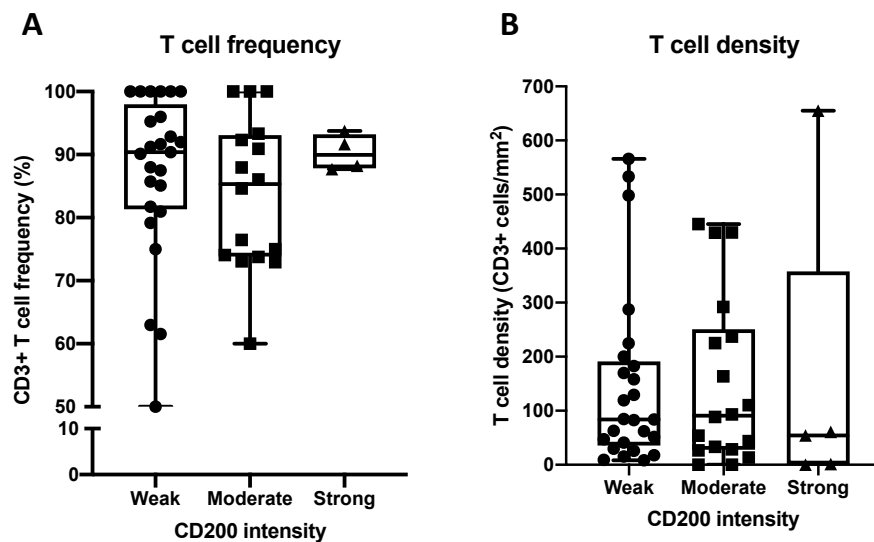 A
T cell frequency
CD3+ T cell frequency (%)
100
90
80
70
60
50
10
0
Weak Moderate Strong
CD200 intensity
B
T cell density
T cell density (CD3+ cells/mm²)
700
600
500
400
300
200
100
0
Weak Moderate Strong
CD200 intensity